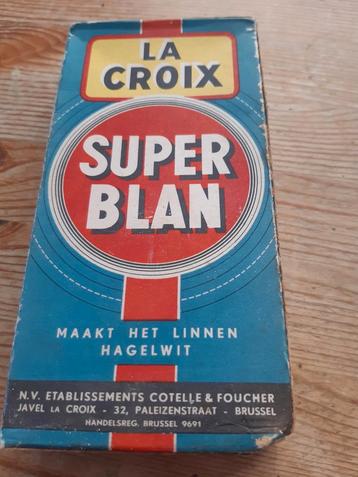 LA
CROIX
SUPER
BLAN
MAAKT HET LINNEN
HAGELWIT
N.V. ETABLISSEMENTS COTELLE & FOUCHER
JAVEL LA CROIX - 32, PALEIZENSTRAAT - BRUSSEL
HANDELSREG. BRUSSEL 9691